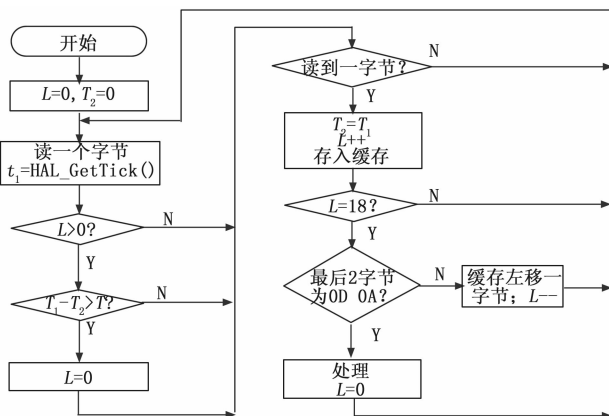 开始
L=0,T₂=0
读一个字节
t₁=HAL_GetTick()
L>0?
N
Y
T₁-T₂>T?
N
Y
L=0
读到一字节?
N
Y
T₂=T₁
L++
存入缓存
L=18?
N
Y
最后2字节
为0D 0A?
N
Y
缓存左移一
字节; L--
处理
L=0